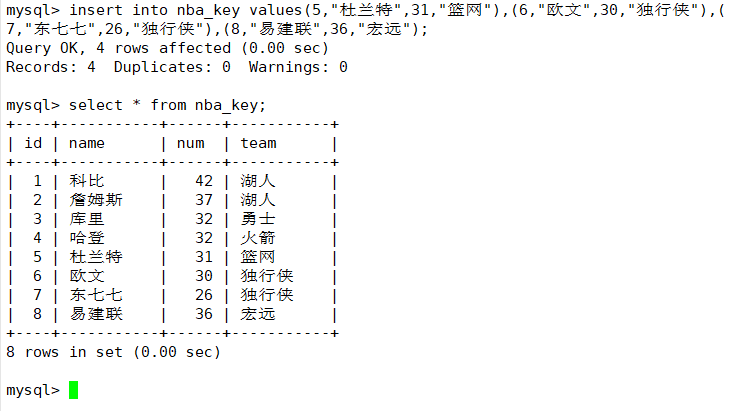 mysql> insert into nba_key values(5,"杜兰特",31,"篮网"),(6,"欧文",30,"独行侠"),(
7,"东七七",26,"独行侠"),(8,"易建联",36,"宏远");
Query OK, 4 rows affected (0.00 sec)
Records: 4  Duplicates: 0  Warnings: 0

mysql> select * from nba_key;
+----+-----------+------+-----------+
| id | name      | num  | team      |
+----+-----------+------+-----------+
|  1 | 科比      |   42 | 湖人      |
|  2 | 詹姆斯    |   37 | 湖人      |
|  3 | 库里      |   32 | 勇士      |
|  4 | 哈登      |   32 | 火箭      |
|  5 | 杜兰特    |   31 | 篮网      |
|  6 | 欧文      |   30 | 独行侠    |
|  7 | 东七七    |   26 | 独行侠    |
|  8 | 易建联    |   36 | 宏远      |
+----+-----------+------+-----------+
8 rows in set (0.00 sec)

mysql>